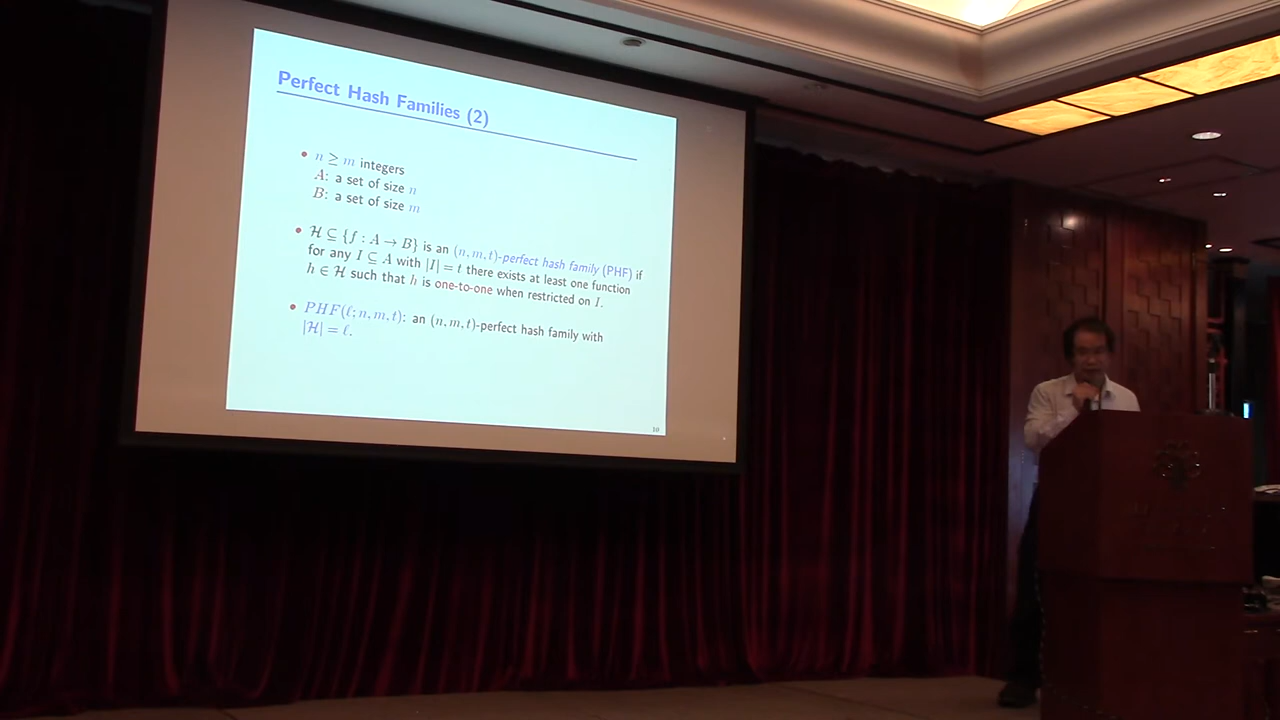 Perfect Hash Families (2)
• n ≥ m integers
A: a set of size n
B: a set of size m
• ℋ ⊆ {f : A → B} is an (n, m, t)-perfect hash family (PHF) if
for any I ⊆ A with |I| = t there exists at least one function
h ∈ ℋ such that h is one-to-one when restricted on I.
• PHF(ℓ; n, m, t): an (n, m, t)-perfect hash family with
|ℋ| = ℓ.
10